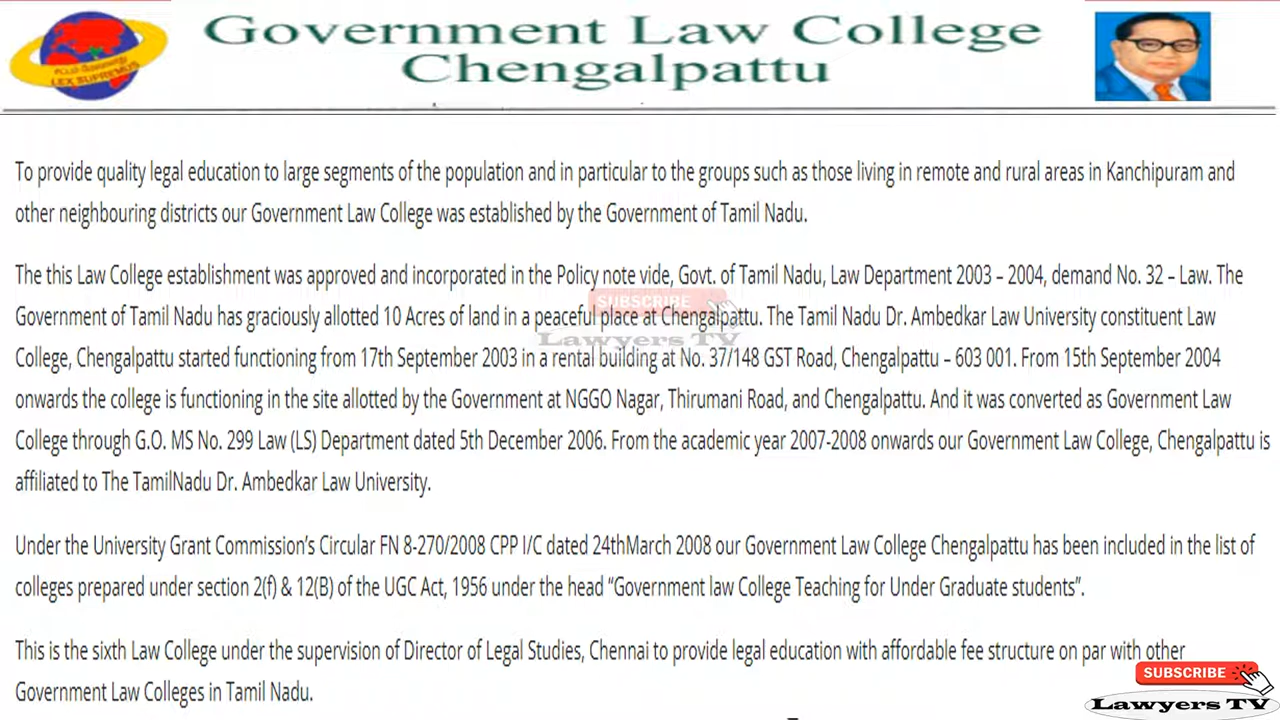 Government Law College
Chengalpattu
LEX SUPREMUS
To provide quality legal education to large segments of the population and in particular to the groups such as those living in remote and rural areas in Kanchipuram and
other neighbouring districts our Government Law College was established by the Government of Tamil Nadu.
The this Law College establishment was approved and incorporated in the Policy note vide, Govt. of Tamil Nadu, Law Department 2003 – 2004, demand No. 32 – Law. The
SUBSCRIBE
Government of Tamil Nadu has graciously allotted 10 Acres of land in a peaceful place at Chengalpattu. The Tamil Nadu Dr. Ambedkar Law University constituent Law
Lawyers TV
College, Chengalpattu started functioning from 17th September 2003 in a rental building at No. 37/148 GST Road, Chengalpattu – 603 001. From 15th September 2004
onwards the college is functioning in the site allotted by the Government at NGGO Nagar, Thirumani Road, and Chengalpattu. And it was converted as Government Law
College through G.O. MS No. 299 Law (LS) Department dated 5th December 2006. From the academic year 2007-2008 onwards our Government Law College, Chengalpattu is
affiliated to The TamilNadu Dr. Ambedkar Law University.
Under the University Grant Commission's Circular FN 8-270/2008 CPP I/C dated 24thMarch 2008 our Government Law College Chengalpattu has been included in the list of
colleges prepared under section 2(f) & 12(B) of the UGC Act, 1956 under the head “Government law College Teaching for Under Graduate students”.
This is the sixth Law College under the supervision of Director of Legal Studies, Chennai to provide legal education with affordable fee structure on par with other
Government Law Colleges in Tamil Nadu.
SUBSCRIBE
Lawyers TV